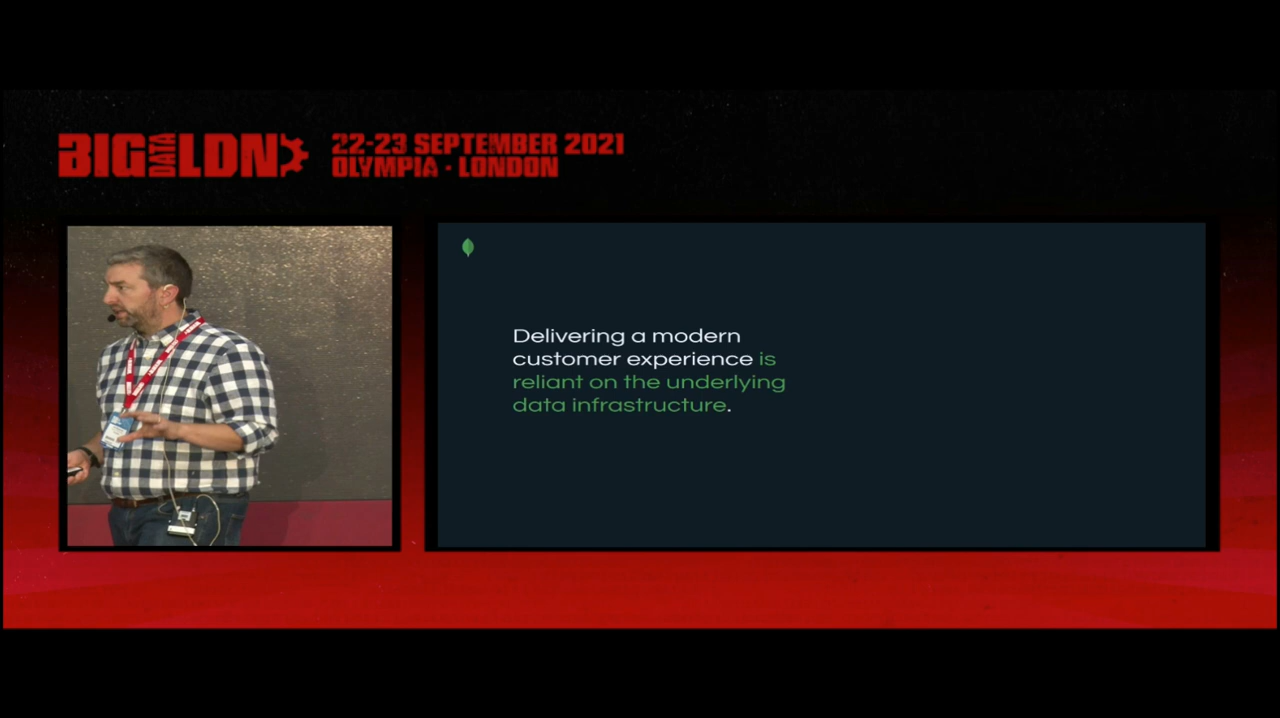 BIG DATA LDN
22-23 SEPTEMBER 2021
OLYMPIA · LONDON
Delivering a modern
customer experience is
reliant on the underlying
data infrastructure.